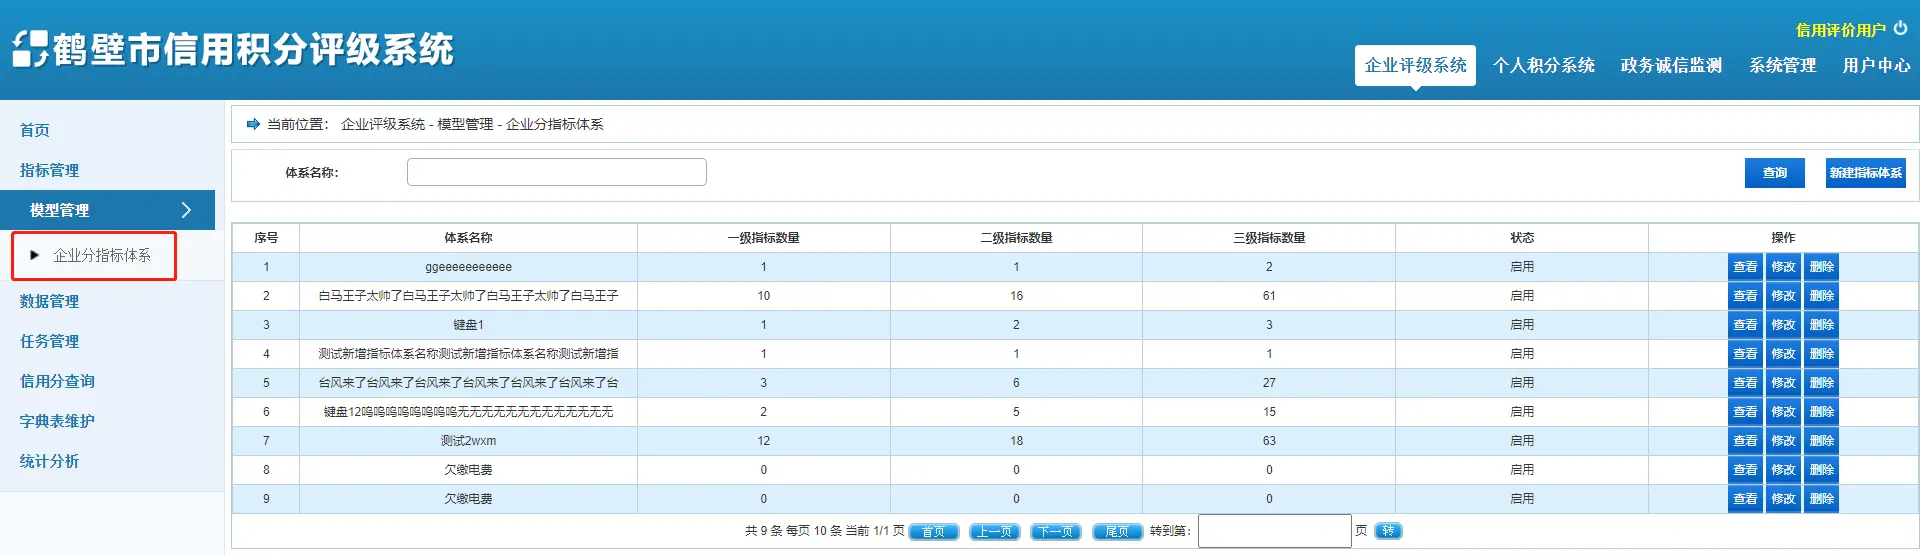 鹤壁市信用积分评级系统
信用评价用户
企业评级系统 个人积分系统 政务诚信监测 系统管理 用户中心
首页
指标管理
模型管理
企业分指标体系
数据管理
任务管理
信用分查询
字典表维护
统计分析
当前位置： 企业评级系统 - 模型管理 - 企业分指标体系
体系名称： 查询 新建指标体系
序号 体系名称 一级指标数量 二级指标数量 三级指标数量 状态 操作
1 ggeeeeeeeeeee 1 1 2 启用 查看 修改 删除
2 白马王子太帅了白马王子太帅了白马王子太帅了白马王子 10 16 61 启用 查看 修改 删除
3 键盘1 1 2 3 启用 查看 修改 删除
4 测试新增指标体系名称测试新增指标体系名称测试新增指 1 1 1 启用 查看 修改 删除
5 台风来了台风来了台风来了台风来了台风来了台风来了台 3 6 27 启用 查看 修改 删除
6 键盘12呜呜呜呜呜呜呜呜无无无无无无无无无无无无无 2 5 15 启用 查看 修改 删除
7 测试2wxm 12 18 63 启用 查看 修改 删除
8 欠缴电费 0 0 0 启用 查看 修改 删除
9 欠缴电费 0 0 0 启用 查看 修改 删除
共 9 条 每页 10 条 当前 1/1 页 首页 上一页 下一页 尾页 转到第： 页 转